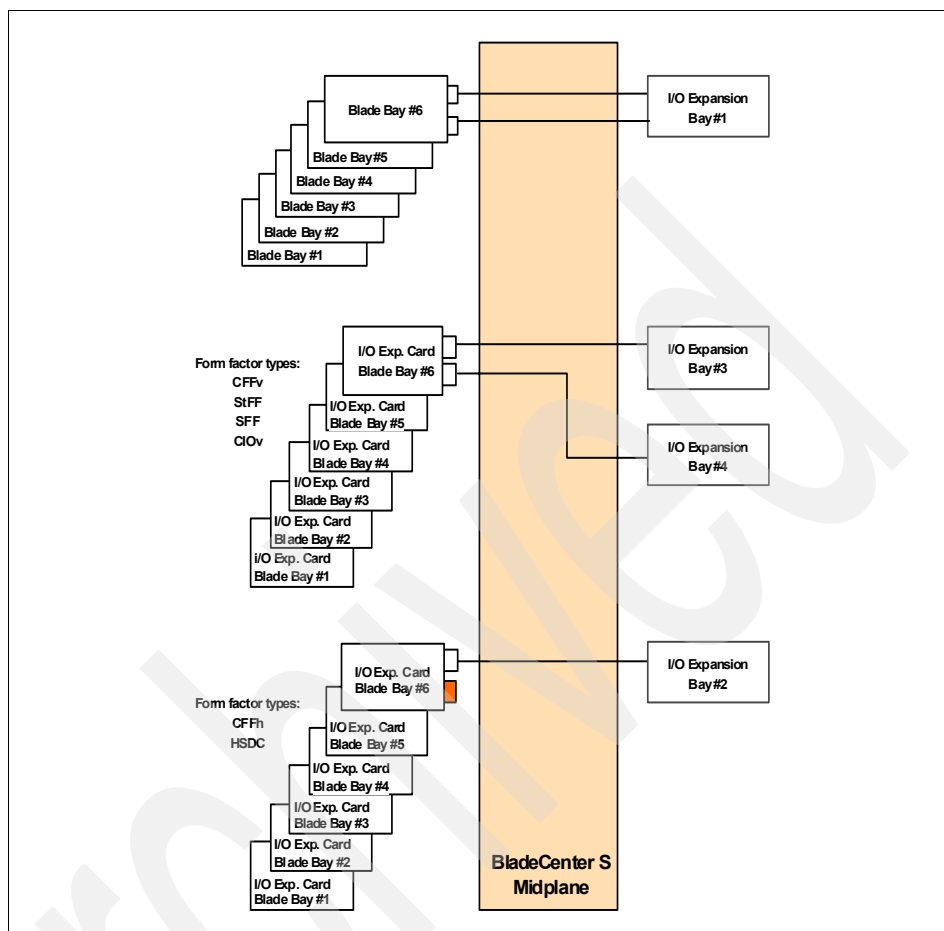 Blade Bay #6
Blade Bay #5
Blade Bay #4
Blade Bay #3
Blade Bay #2
Blade Bay #1
I/O Expansion
Bay #1
Form factor types:
CFFv
StFF
SFF
CIOv
I/O Exp. Card
Blade Bay #6
I/O Exp. Card
Blade Bay #5
I/O Exp. Card
Blade Bay #4
I/O Exp. Card
Blade Bay #3
I/O Exp. Card
Blade Bay #2
i/O Exp. Card
Blade Bay #1
I/O Expansion
Bay #3
I/O Expansion
Bay #4
Form factor types:
CFFh
HSDC
I/O Exp. Card
Blade Bay #6
I/O Exp. Card
Blade Bay #5
I/O Exp. Card
Blade Bay #4
I/O Exp. Card
Blade Bay #3
I/O Exp. Card
Blade Bay #2
I/O Exp. Card
Blade Bay #1
I/O Expansion
Bay #2
BladeCenter S
Midplane
rchived